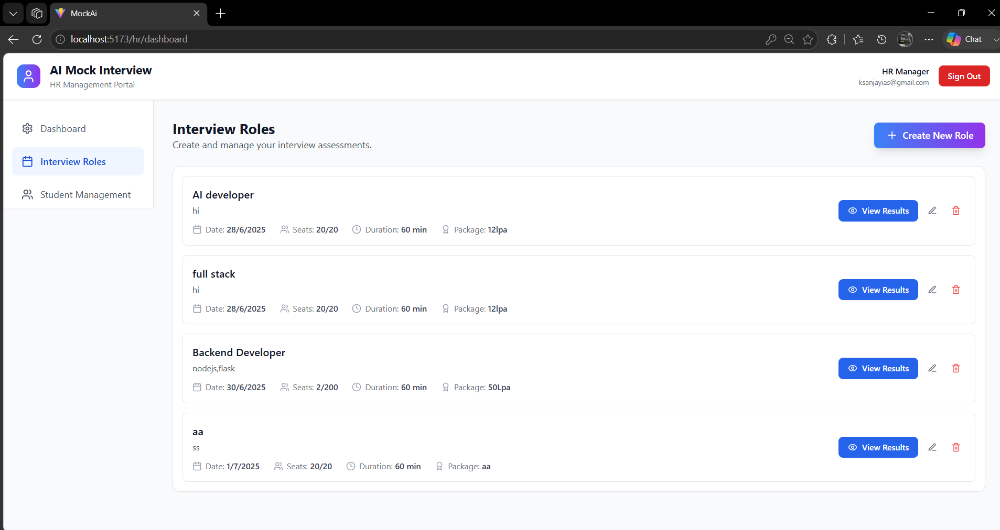 MockAi
localhost:5173/hr/dashboard
Chat
AI Mock Interview
HR Management Portal
HR Manager
ksanjayias@gmail.com
Sign Out
Dashboard
Interview Roles
Student Management
Interview Roles
Create and manage your interview assessments.
Create New Role
AI developer
hi
Date: 28/6/2025 Seats: 20/20 Duration: 60 min Package: 12lpa
View Results
full stack
hi
Date: 28/6/2025 Seats: 20/20 Duration: 60 min Package: 12lpa
View Results
Backend Developer
nodejs,flask
Date: 30/6/2025 Seats: 2/200 Duration: 60 min Package: 50Lpa
View Results
aa
ss
Date: 1/7/2025 Seats: 20/20 Duration: 60 min Package: aa
View Results